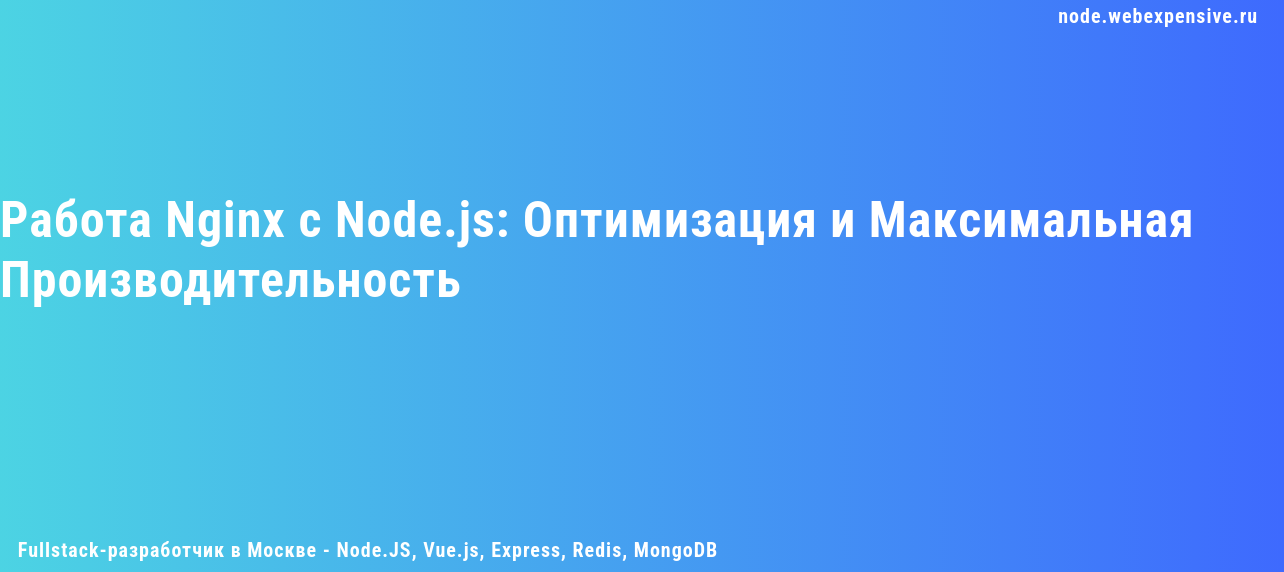 node.webexpensive.ru
Работа Nginx с Node.js: Оптимизация и Максимальная
Производительность
Fullstack-разработчик в Москве - Node.JS, Vue.js, Express, Redis, MongoDB